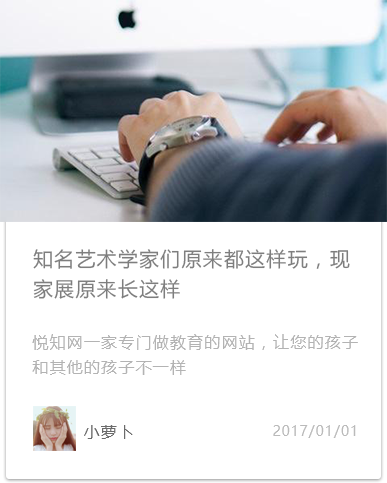 知名艺术学家们原来都这样玩，现
家展原来长这样
悦知网一家专门做教育的网站，让您的孩子
和其他的孩子不一样
小萝卜
2017/01/01